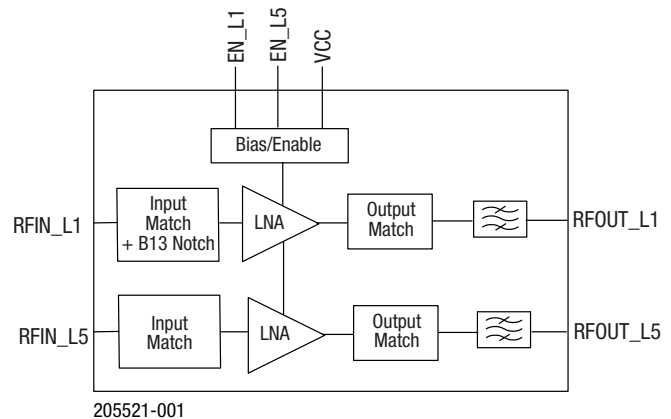 EN_L1
EN_L5
VCC
Bias/Enable
RFIN_L1
Input
Match
+ B13 Notch
LNA
Output
Match
RFOUT_L1
RFIN_L5
Input
Match
LNA
Output
Match
RFOUT_L5
205521-001